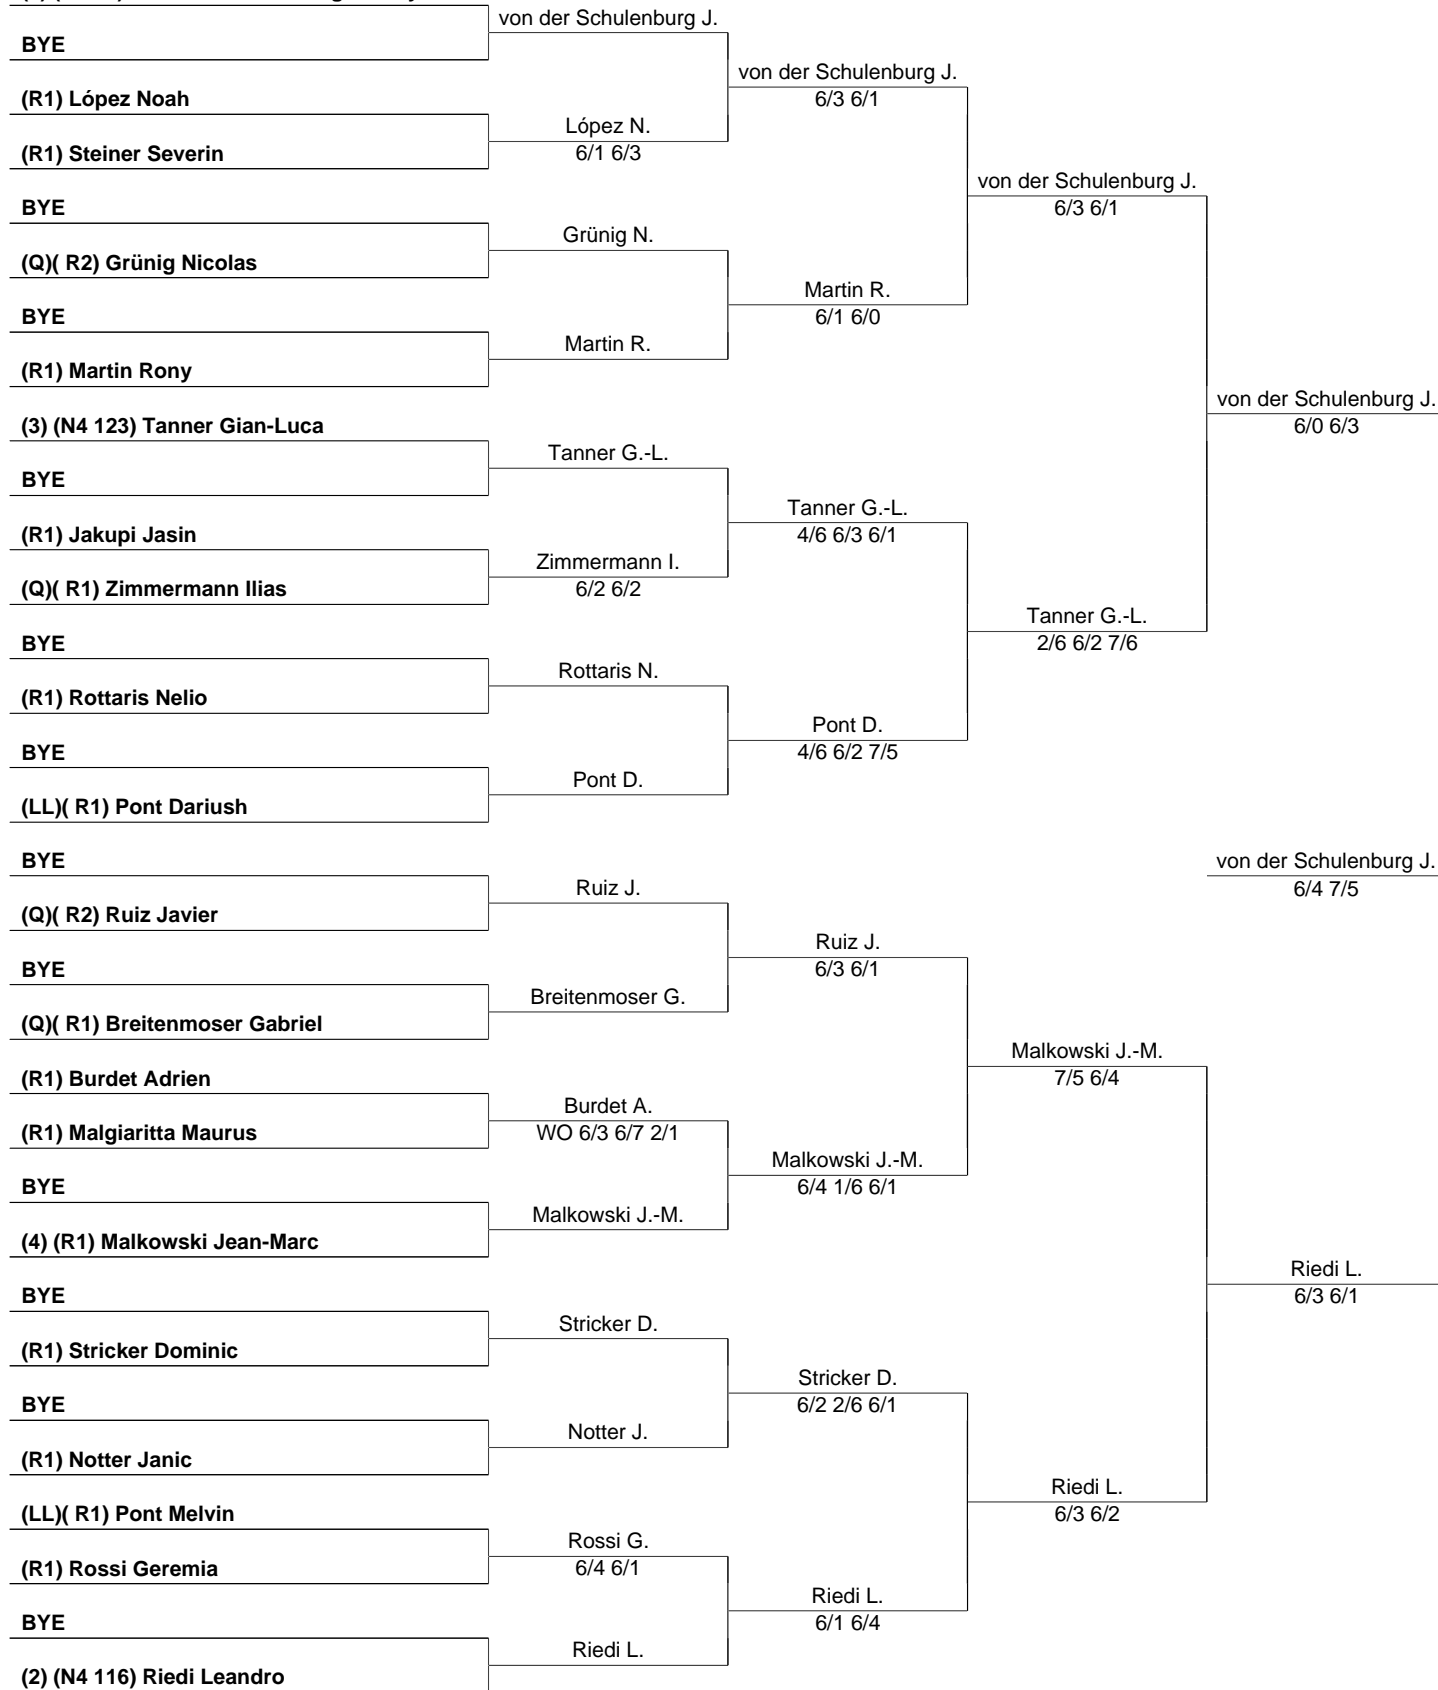 von der Schulenburg J.
BYE
von der Schulenburg J.
6/3 6/1
(R1) López Noah
López N.
6/1 6/3
(R1) Steiner Severin
von der Schulenburg J.
6/3 6/1
BYE
Grünig N.
(Q)( R2) Grünig Nicolas
Martin R.
6/1 6/0
BYE
Martin R.
(R1) Martin Rony
von der Schulenburg J.
6/0 6/3
(3) (N4 123) Tanner Gian-Luca
Tanner G.-L.
BYE
Tanner G.-L.
4/6 6/3 6/1
(R1) Jakupi Jasin
Zimmermann I.
6/2 6/2
(Q)( R1) Zimmermann Ilias
Tanner G.-L.
2/6 6/2 7/6
BYE
Rottaris N.
(R1) Rottaris Nelio
Pont D.
4/6 6/2 7/5
BYE
Pont D.
(LL)( R1) Pont Dariush
BYE
von der Schulenburg J.
6/4 7/5
Ruiz J.
(Q)( R2) Ruiz Javier
Ruiz J.
6/3 6/1
BYE
Breitenmoser G.
(Q)( R1) Breitenmoser Gabriel
Malkowski J.-M.
7/5 6/4
(R1) Burdet Adrien
Burdet A.
WO 6/3 6/7 2/1
(R1) Malgiaritta Maurus
Malkowski J.-M.
6/4 1/6 6/1
BYE
Malkowski J.-M.
(4) (R1) Malkowski Jean-Marc
Riedi L.
6/3 6/1
BYE
Stricker D.
(R1) Stricker Dominic
Stricker D.
6/2 2/6 6/1
BYE
Notter J.
(R1) Notter Janic
Riedi L.
6/3 6/2
(LL)( R1) Pont Melvin
Rossi G.
6/4 6/1
(R1) Rossi Geremia
Riedi L.
6/1 6/4
BYE
Riedi L.
(2) (N4 116) Riedi Leandro